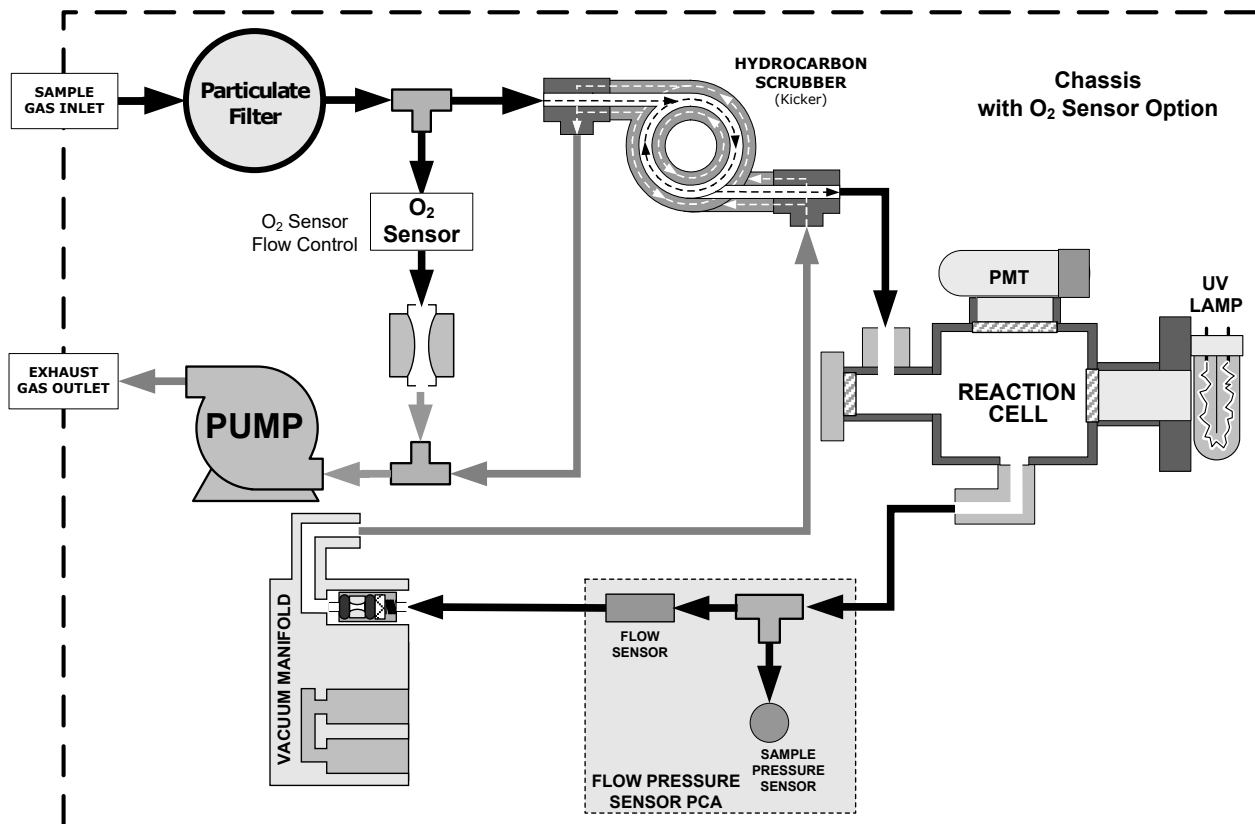 SAMPLE
GAS INLET
Particulate
Filter
HYDROCARBON
SCRUBBER
(Kicker)
Chassis
with O₂ Sensor Option
O₂ Sensor
Flow Control
O₂
Sensor
PMT
UV
LAMP
EXHAUST
GAS OUTLET
PUMP
REACTION
CELL
VACUUM MANIFOLD
FLOW
SENSOR
SAMPLE
PRESSURE
SENSOR
FLOW PRESSURE
SENSOR PCA